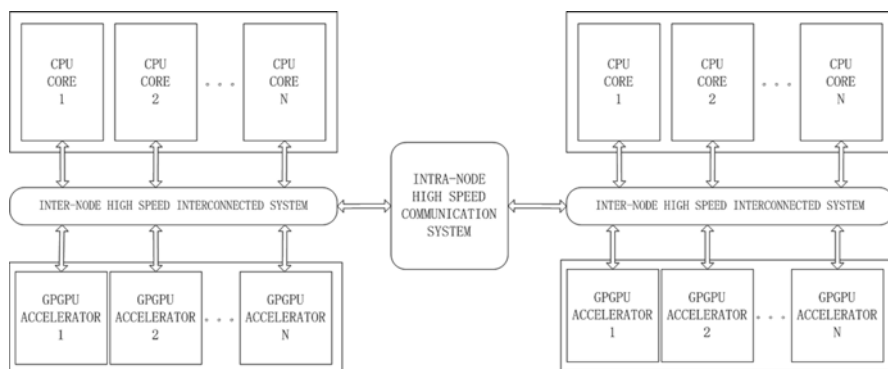 CPU
CORE
1
CPU
CORE
2
...
CPU
CORE
N
INTER-NODE HIGH SPEED INTERCONNECTED SYSTEM
GPGPU
ACCELERATOR
1
GPGPU
ACCELERATOR
2
...
GPGPU
ACCELERATOR
N
INTRA-NODE
HIGH SPEED
COMMUNICATION
SYSTEM
CPU
CORE
1
CPU
CORE
2
...
CPU
CORE
N
INTER-NODE HIGH SPEED INTERCONNECTED SYSTEM
GPGPU
ACCELERATOR
1
GPGPU
ACCELERATOR
2
...
GPGPU
ACCELERATOR
N